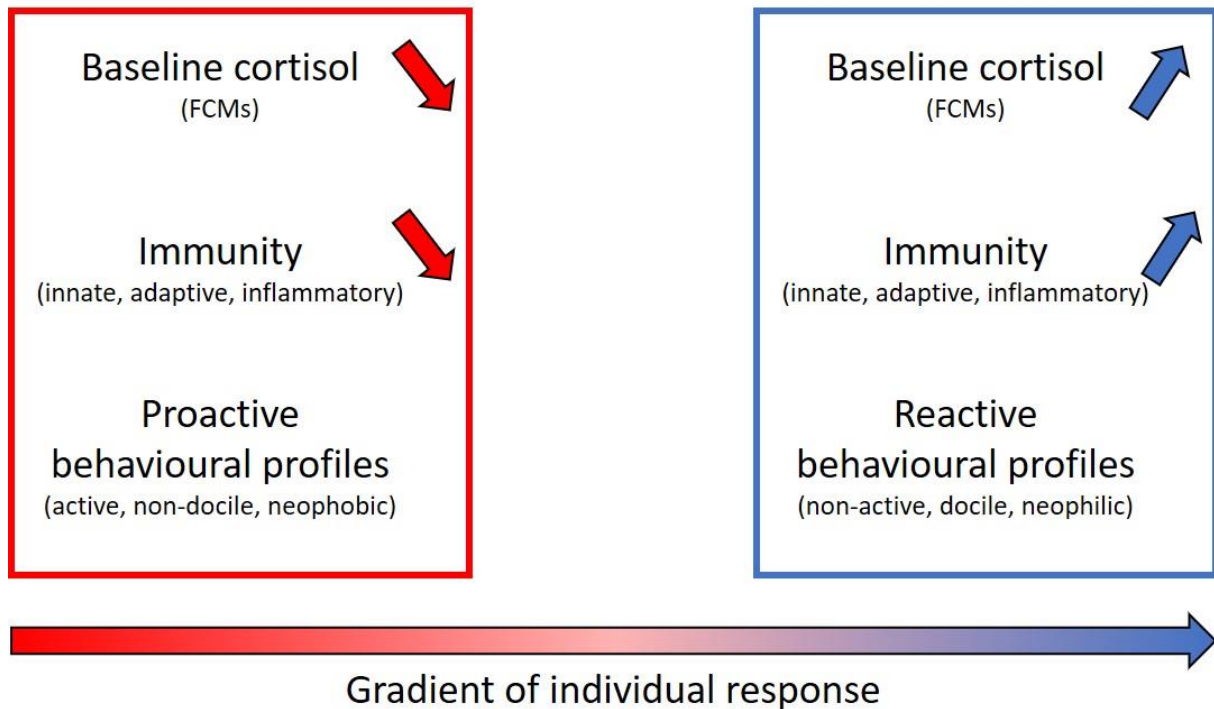 Baseline cortisol
(FCMs)
Immunity
(innate, adaptive, inflammatory)
Proactive
behavioural profiles
(active, non-docile, neophobic)
Baseline cortisol
(FCMs)
Immunity
(innate, adaptive, inflammatory)
Reactive
behavioural profiles
(non-active, docile, neophilic)
Gradient of individual response